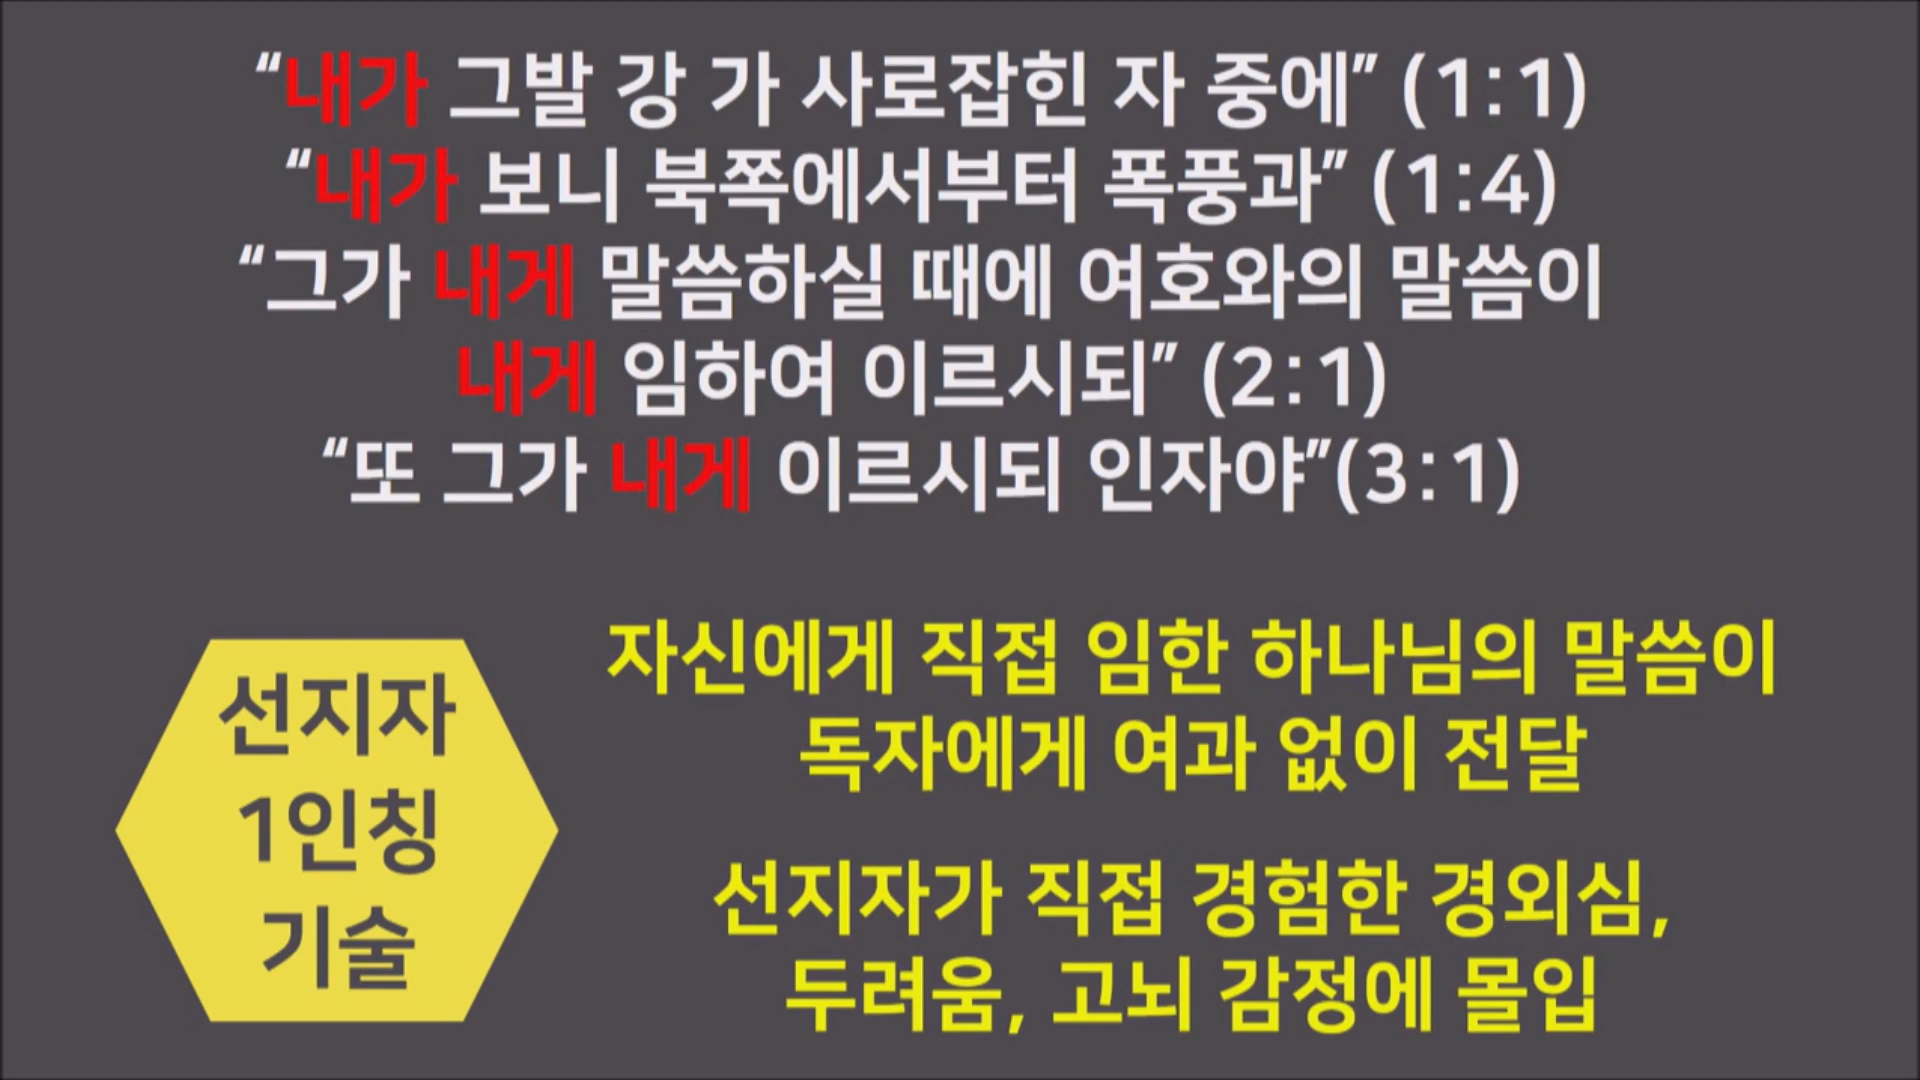 “내가 그발 강 가 사로잡힌 자 중에” (1:1)
“내가 보니 북쪽에서부터 폭풍과” (1:4)
“그가 내게 말씀하실 때에 여호와의 말씀이
내게 임하여 이르시되” (2:1)
“또 그가 내게 이르시되 인자야”(3:1)
선지자
1인칭
기술
자신에게 직접 임한 하나님의 말씀이
독자에게 여과 없이 전달
선지자가 직접 경험한 경외심,
두려움, 고뇌 감정에 몰입